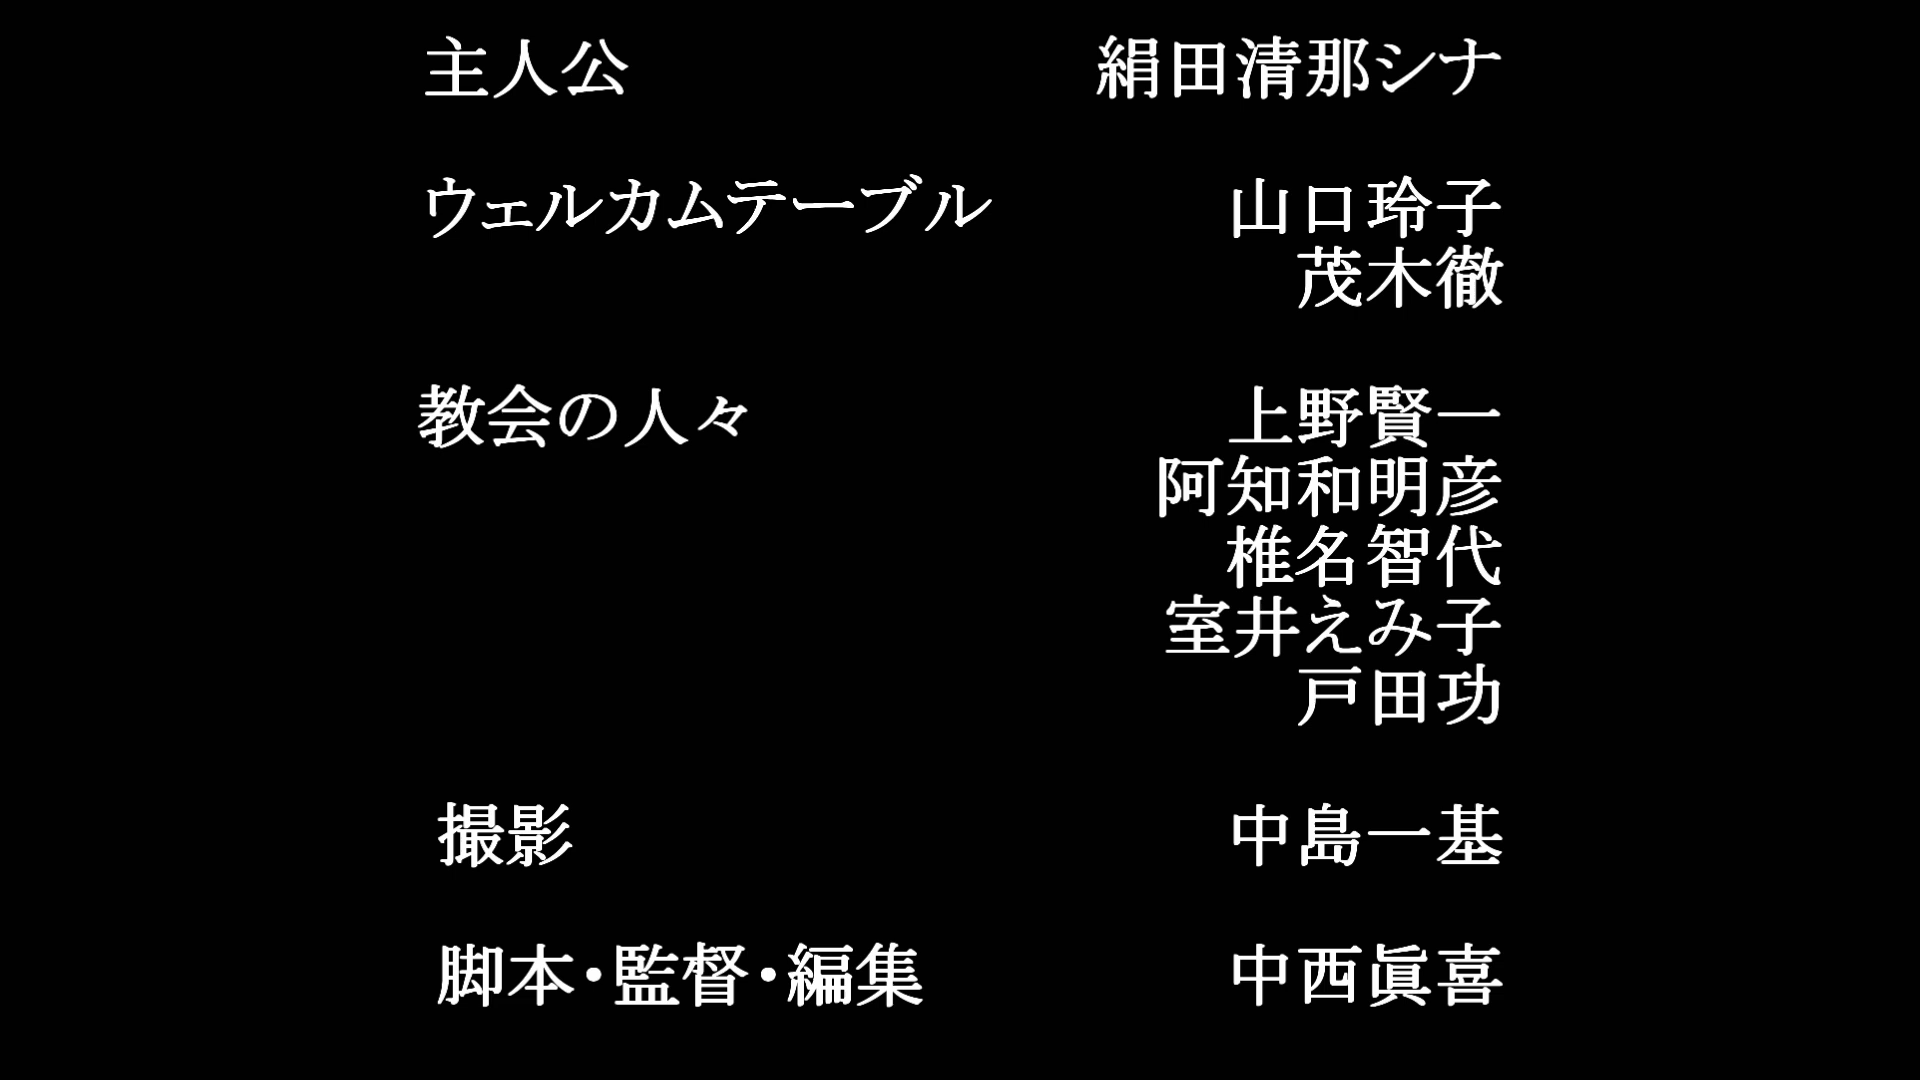 主人公 絹田清那シナ
ウェルカムテーブル 山口玲子
茂木徹
教会の人々 上野賢一
阿知和明彦
椎名智代
室井えみ子
戸田功
撮影 中島一基
脚本・監督・編集 中西眞喜